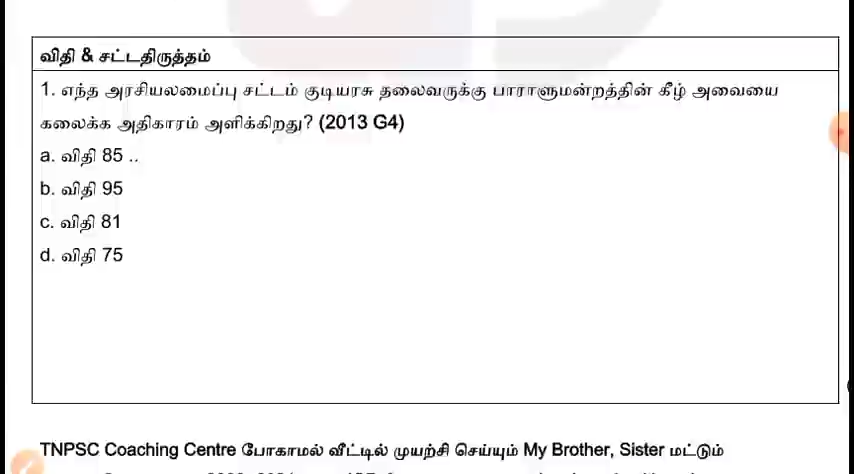 விதி & சட்டதிருத்தம்
1. எந்த அரசியலமைப்பு சட்டம் குடியரசு தலைவருக்கு பாராளுமன்றத்தின் கீழ் அவையை
கலைக்க அதிகாரம் அளிக்கிறது? (2013 G4)
a. விதி 85 ..
b. விதி 95
c. விதி 81
d. விதி 75
TNPSC Coaching Centre போகாமல் வீட்டில் முயற்சி செய்யும் My Brother, Sister மட்டும்